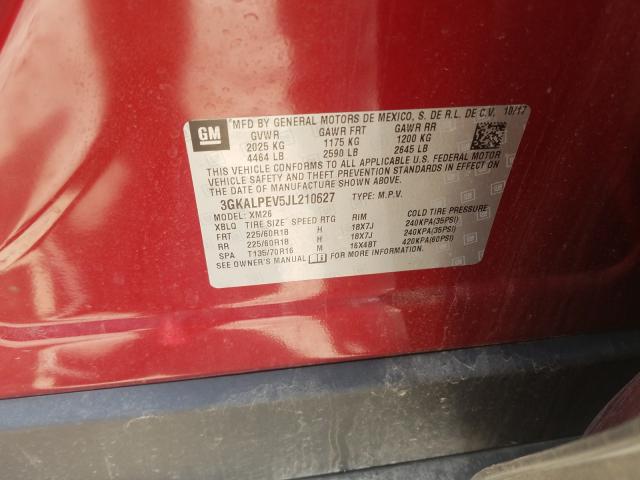 GM
MFD BY GENERAL MOTORS DE MEXICO, S. DE R.L. DE C.V. 10/17
GVWR GAWR FRT GAWR RR
2025 KG 1175 KG 1200 KG
4464 LB 2590 LB 2645 LB
THIS VEHICLE CONFORMS TO ALL APPLICABLE U.S. FEDERAL MOTOR
VEHICLE SAFETY AND THEFT PREVENTION STANDARDS IN
EFFECT ON THE DATE OF MANUFACTURE SHOWN ABOVE.
3GKALPEV5JL210627 TYPE: M.P.V.
MODEL: XM26
XBLQ TIRE SIZE SPEED RTG RIM COLD TIRE PRESSURE
FRT 225/60R18 H 18X7J 240KPA(35PSI)
RR 225/60R18 H 18X7J 240KPA(35PSI)
SPA T135/70R16 M 16X4BT 420KPA(60PSI)
SEE OWNER'S MANUAL FOR MORE INFORMATION.